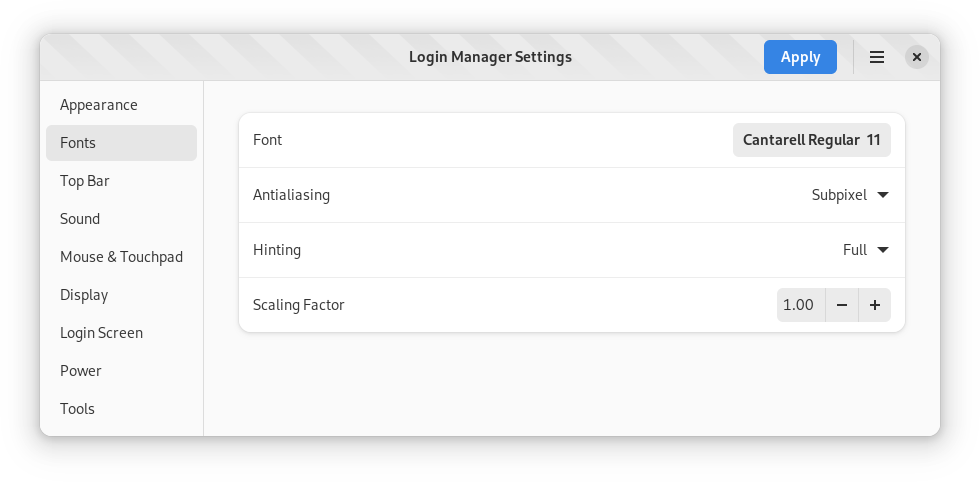 Login Manager Settings
Apply
Appearance
Fonts
Top Bar
Sound
Mouse & Touchpad
Display
Login Screen
Power
Tools
Font
Cantarell Regular 11
Antialiasing
Subpixel
Hinting
Full
Scaling Factor
1.00